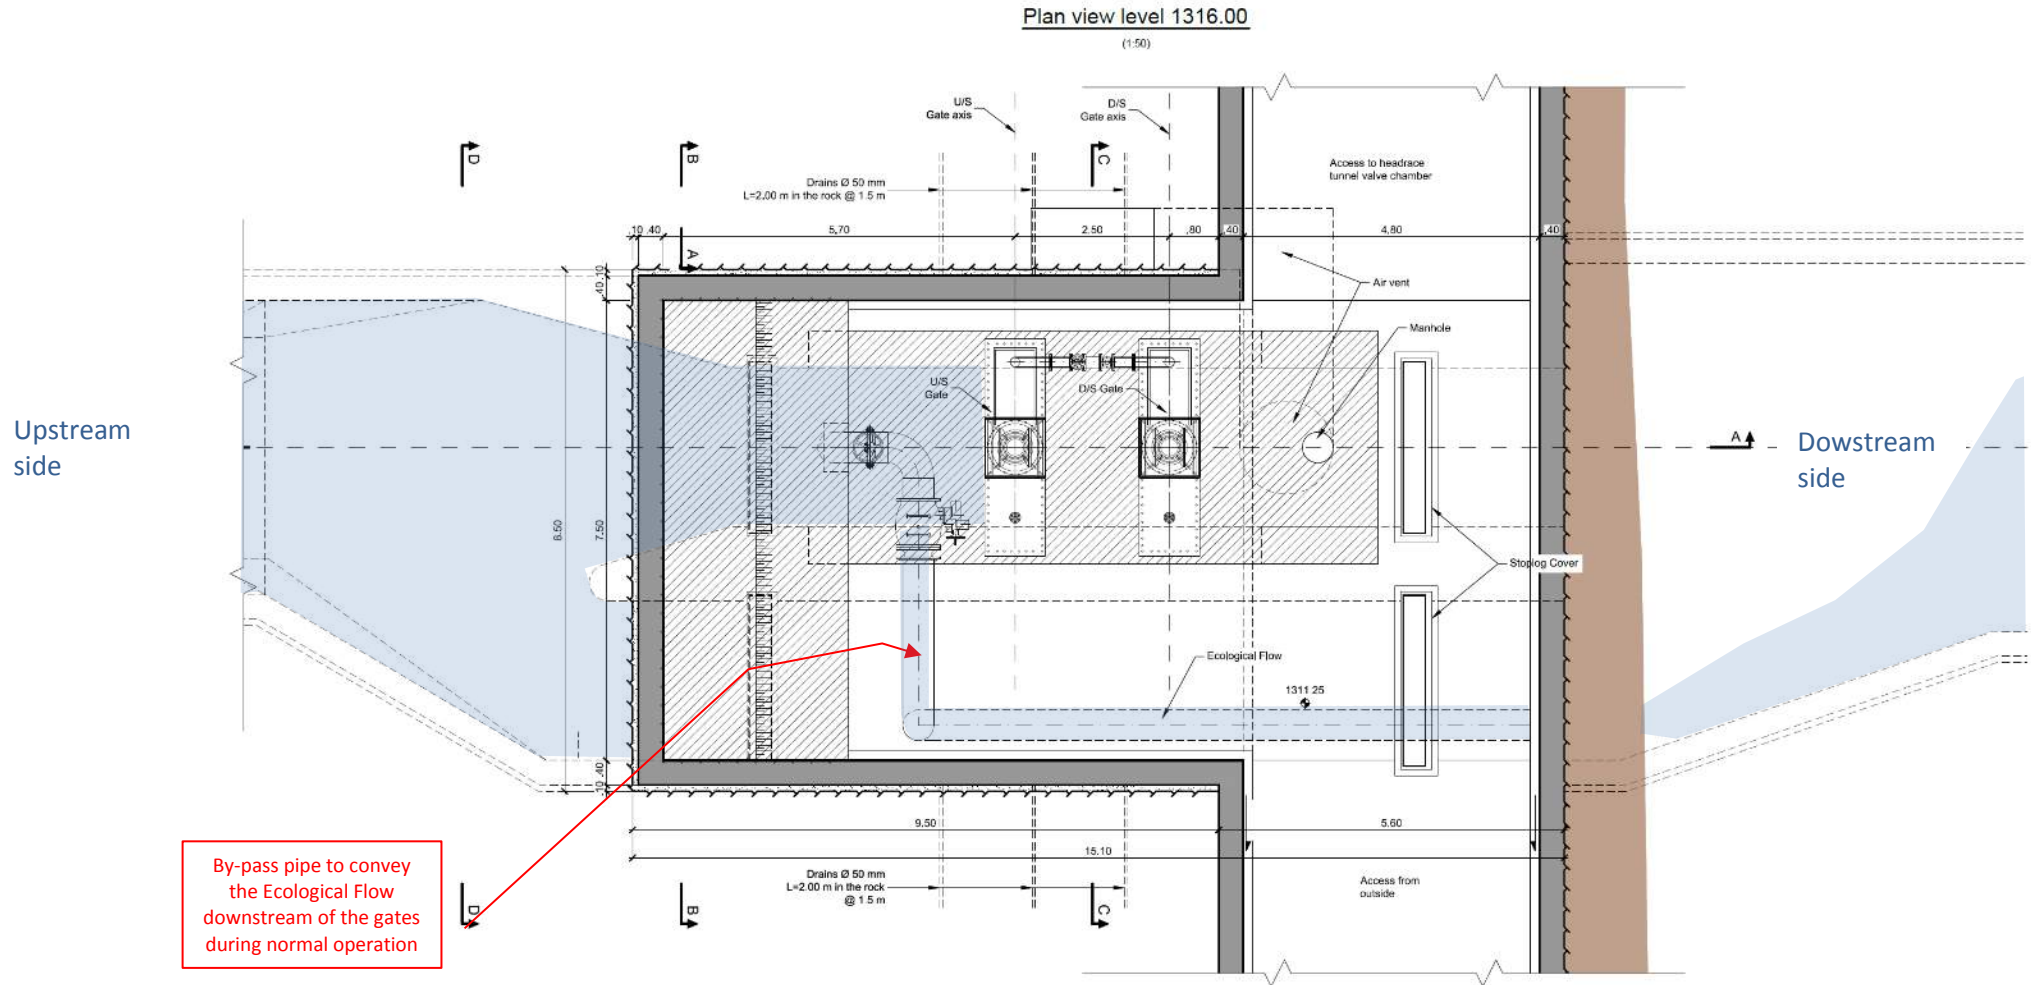 Plan view level 1316.00
(1:50)
U/S
Gate axis
D/S
Gate axis
D
B
C
Drains Ø 50 mm
L=2.00 m in the rock @ 1.5 m
Access to headrace
tunnel valve chamber
.10 .40 5.70 2.50 .80 .40 4.80 .40
A
.10
.40
Air vent
Manhole
U/S
Gate
D/S Gate
Upstream
side
A
Dowstream
side
8.50
7.50
Stoplog Cover
Ecological Flow
1311.25
.40
.10
9.50 5.60
15.10
By-pass pipe to convey
the Ecological Flow
downstream of the gates
during normal operation
Drains Ø 50 mm
L=2.00 m in the rock
@ 1.5 m
Access from
outside
D
B
C